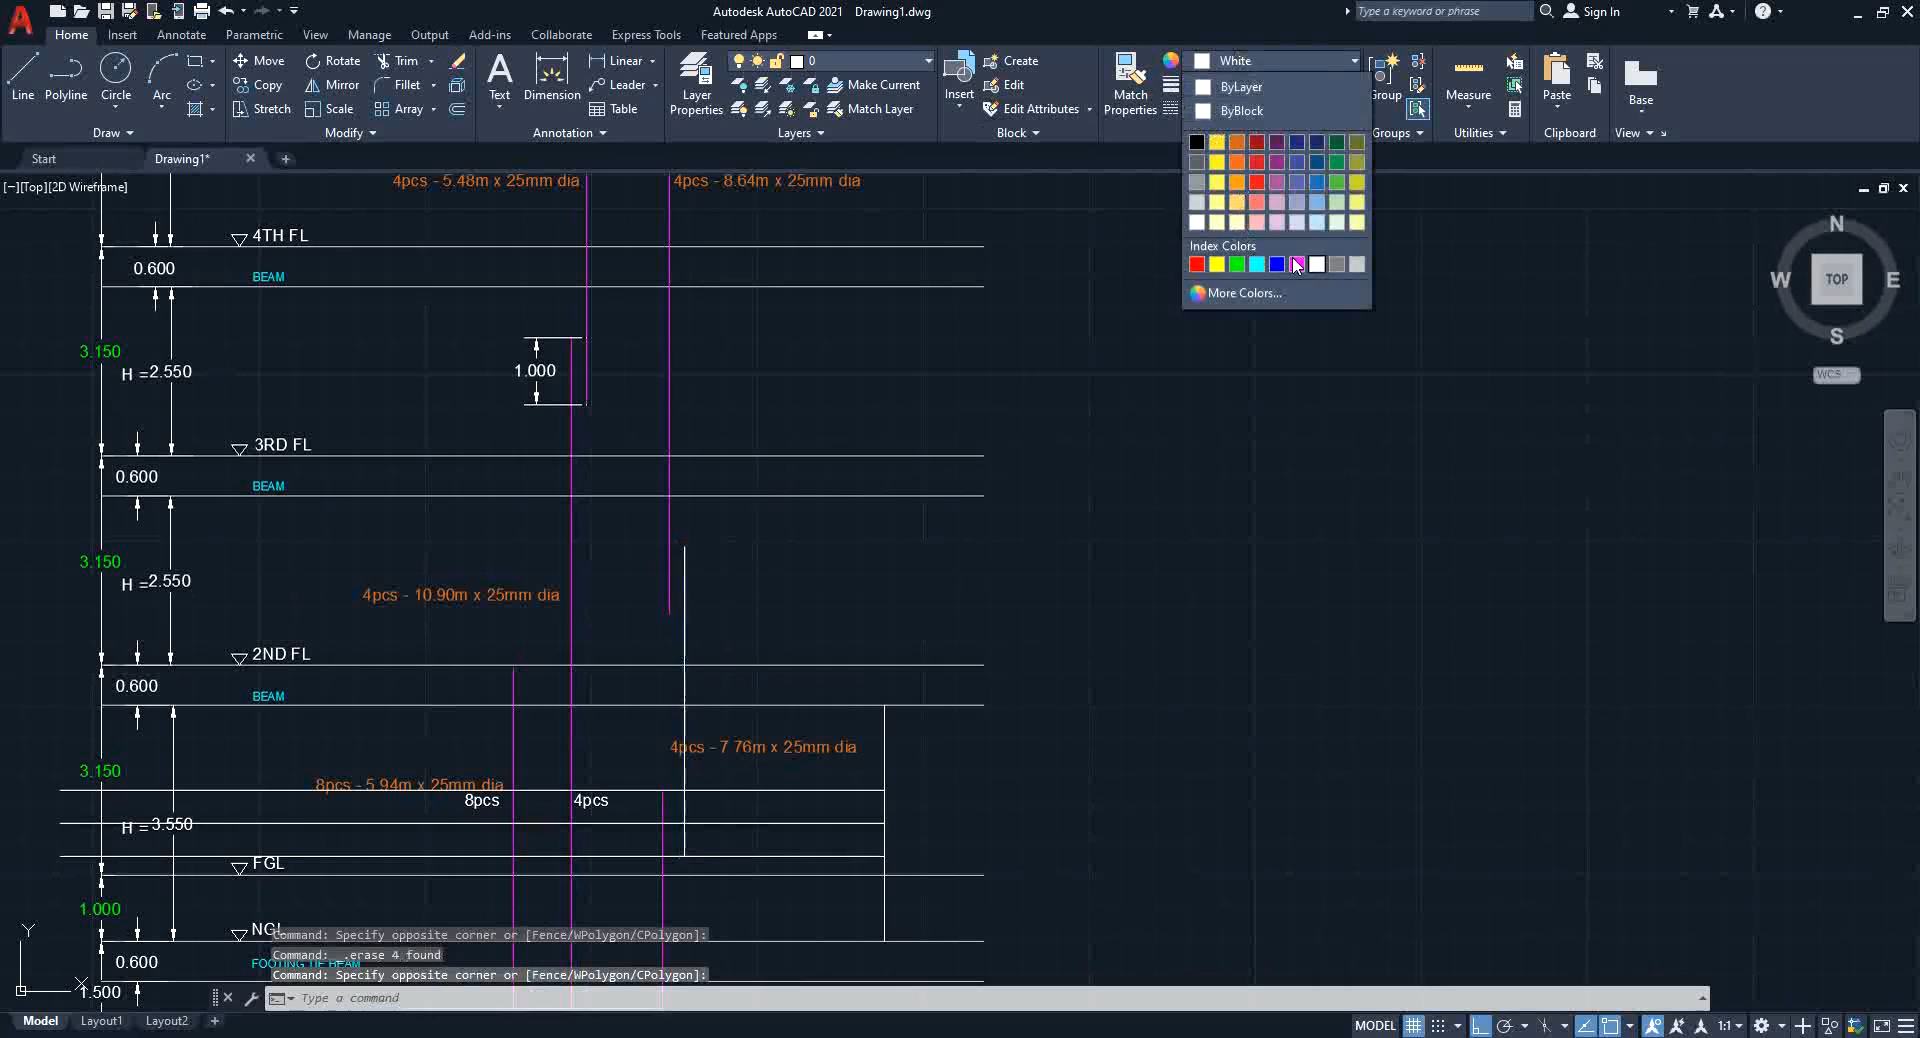 Autodesk AutoCAD 2021 Drawing1.dwg
Type a keyword or phrase
Sign In
Home Insert Annotate Parametric View Manage Output Add-ins Collaborate Express Tools Featured Apps
Line Polyline Circle Arc
Move Rotate Trim
Copy Mirror Fillet
Stretch Scale Array
Text Dimension
Linear
Leader
Table
Layer Properties
0
Make Current
Match Layer
Insert
Create
Edit
Edit Attributes
Match Properties
White
ByLayer
ByBlock
Index Colors
More Colors...
Group
Measure
Paste
Base
Draw Modify Annotation Layers Block Groups Utilities Clipboard View
Start Drawing1*
[−][Top][2D Wireframe]
4pcs - 5.48m x 25mm dia
4pcs - 8.64m x 25mm dia
N
W TOP E
S
WCS
4TH FL
0.600
BEAM
3.150
H =2.550
1.000
3RD FL
0.600
BEAM
3.150
H =2.550
4pcs - 10.90m x 25mm dia
2ND FL
0.600
BEAM
4pcs - 7 76m x 25mm dia
3.150
8pcs - 5.94m x 25mm dia
8pcs 4pcs
H = 3.550
FGL
1.000
NGL
Command: Specify opposite corner or [Fence/WPolygon/CPolygon]:
Command: _.erase 4 found
0.600
FOOTING TIE BEAM
Command: Specify opposite corner or [Fence/WPolygon/CPolygon]:
Y
X
1.500
Type a command
Model Layout1 Layout2 +
MODEL
1:1